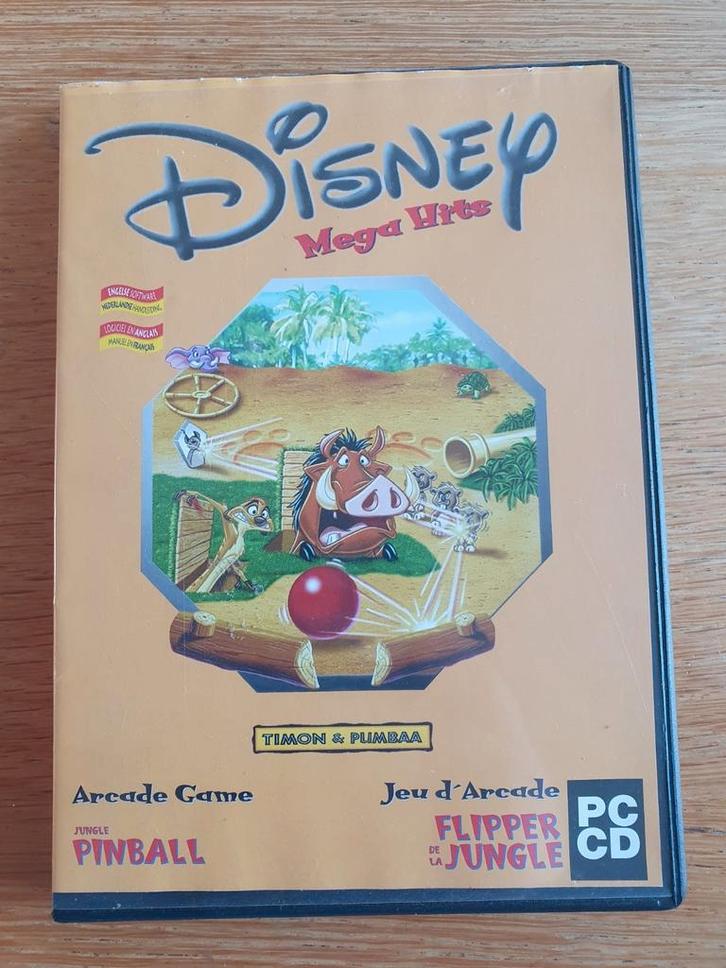 Disney
Mega Hits
ENGELSE SOFTWARE
NEDERLANDSE HANDLEIDING
LOGICIEL EN ANGLAIS
MANUEL EN FRANÇAIS
TIMON & PUMBAA
Arcade Game
JUNGLE
PINBALL
Jeu d'Arcade
FLIPPER
DE LA JUNGLE
PC
CD